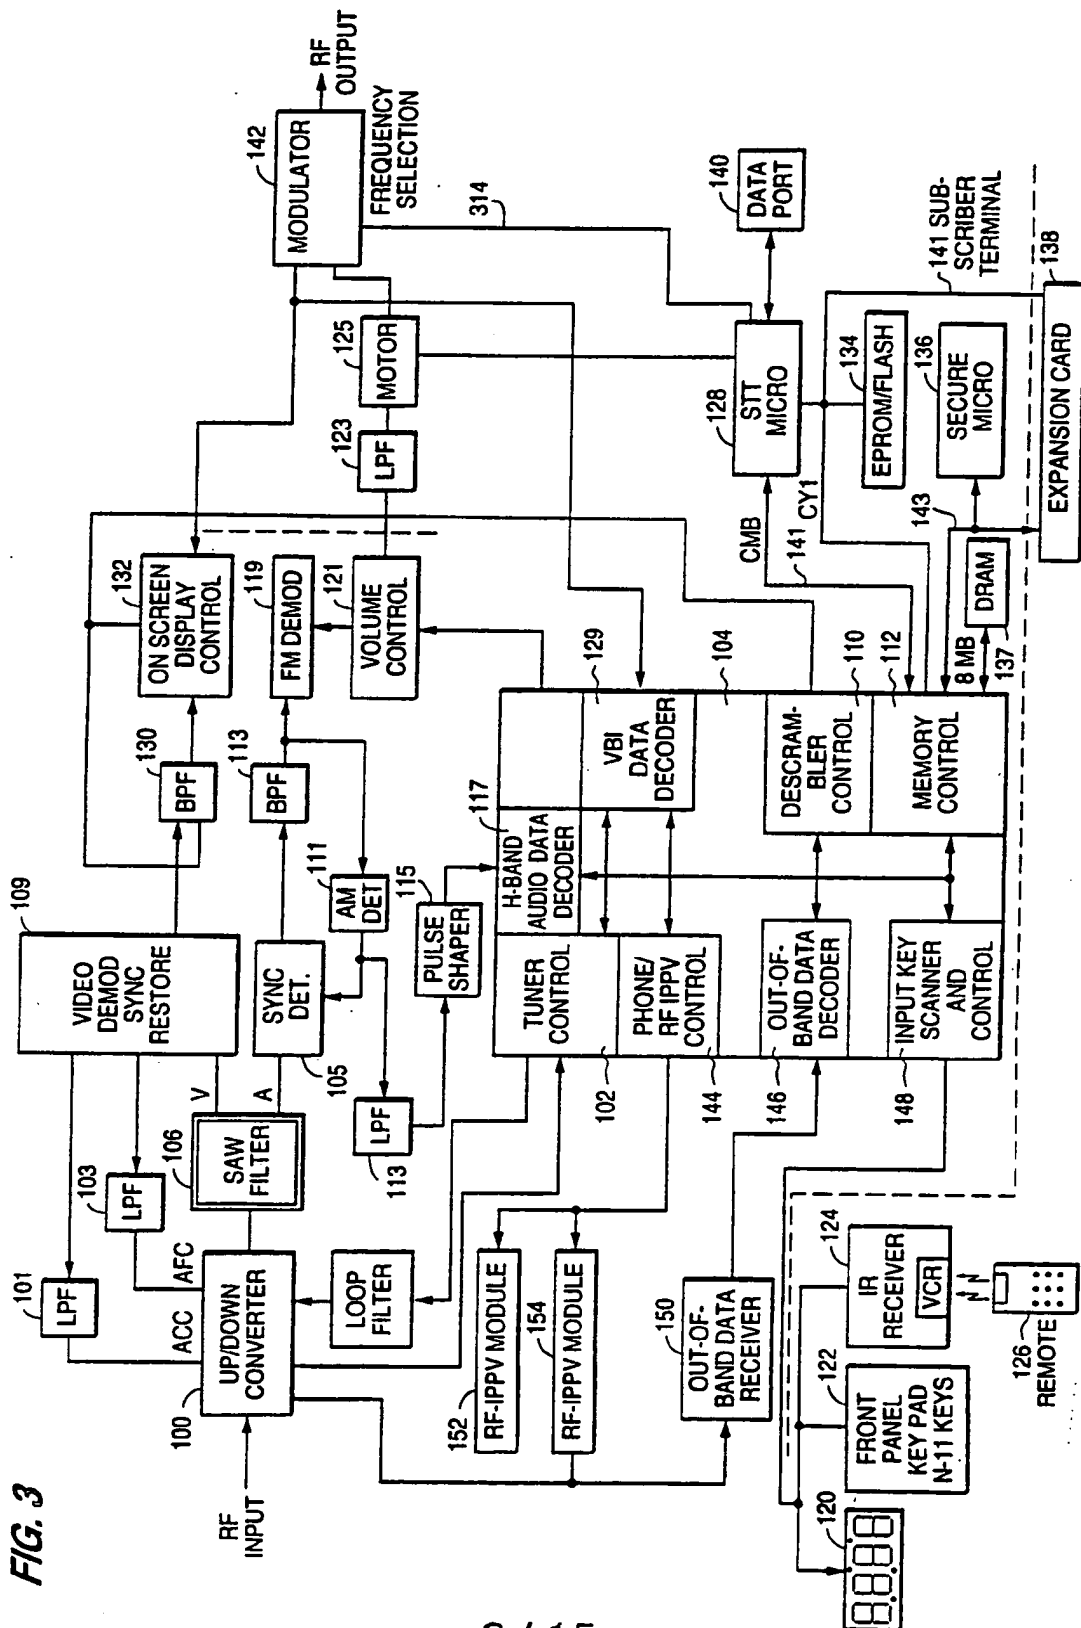 FIG. 3
RF
INPUT
100
UP/DOWN
CONVERTER
ACC
AFC
101
LPF
103
LPF
106
SAW
FILTER
V
A
109
VIDEO
DEMOD
SYNC
RESTORE
105
SYNC
DET.
LOOP
FILTER
113
LPF
111
AM
DET
115
PULSE
SHAPER
130
BPF
113
BPF
132
ON SCREEN
DISPLAY
CONTROL
119
FM DEMOD
121
VOLUME
CONTROL
123
LPF
125
MOTOR
142
MODULATOR
RF
OUTPUT
FREQUENCY
SELECTION
314
152
RF-IPPV MODULE
154
RF-IPPV MODULE
150
OUT-OF-
BAND DATA
RECEIVER
102
TUNER
CONTROL
144
PHONE/
RF IPPV
CONTROL
146
OUT-OF-
BAND DATA
DECODER
148
INPUT KEY
SCANNER
AND
CONTROL
117
H-BAND
AUDIO DATA
DECODER
129
VBI
DATA
DECODER
104
110
DESCRAM-
BLER
CONTROL
112
MEMORY
CONTROL
128
STT
MICRO
CMB
141
CY1
140
DATA
PORT
134
EPROM/FLASH
136
SECURE
MICRO
143
8 MB
DRAM
137
141 SUB-
SCRIBER
TERMINAL
138
EXPANSION CARD
120
88:88
122
FRONT
PANEL
KEY PAD
N-11 KEYS
124
IR
RECEIVER
VCR
126
REMOTE